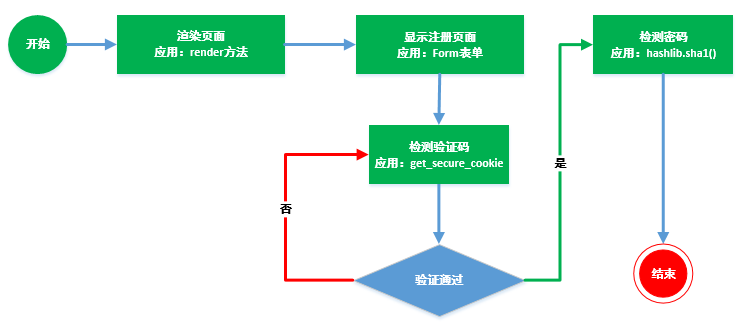 开始
渲染页面
应用：render方法
显示注册页面
应用：Form表单
检测密码
应用：hashlib.sha1()
检测验证码
应用：get_secure_cookie
是
否
验证通过
结束